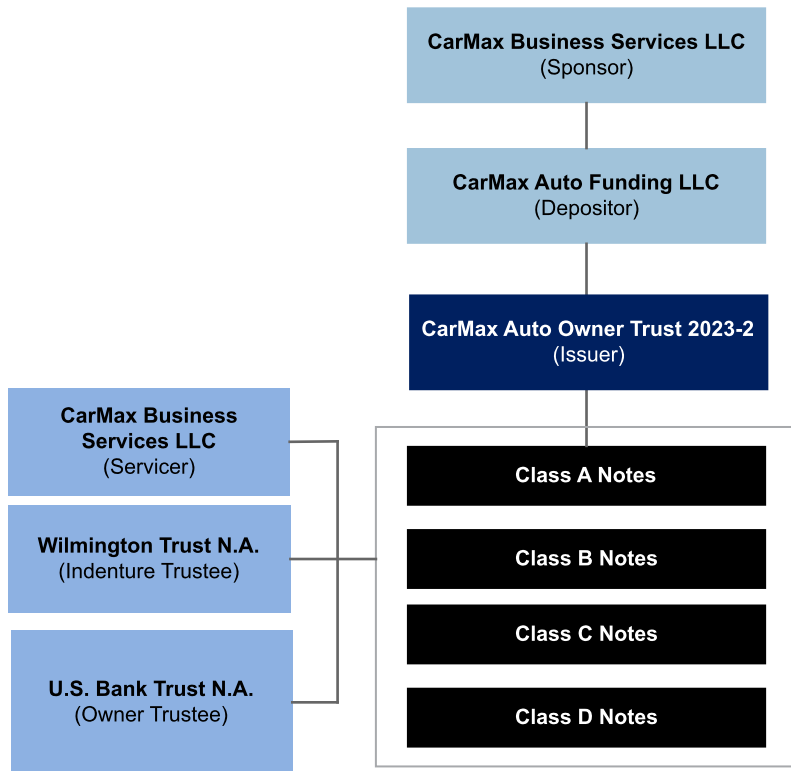 CarMax Business Services LLC
(Sponsor)
CarMax Auto Funding LLC
(Depositor)
CarMax Auto Owner Trust 2023-2
(Issuer)
CarMax Business
Services LLC
(Servicer)
Wilmington Trust N.A.
(Indenture Trustee)
U.S. Bank Trust N.A.
(Owner Trustee)
Class A Notes
Class B Notes
Class C Notes
Class D Notes